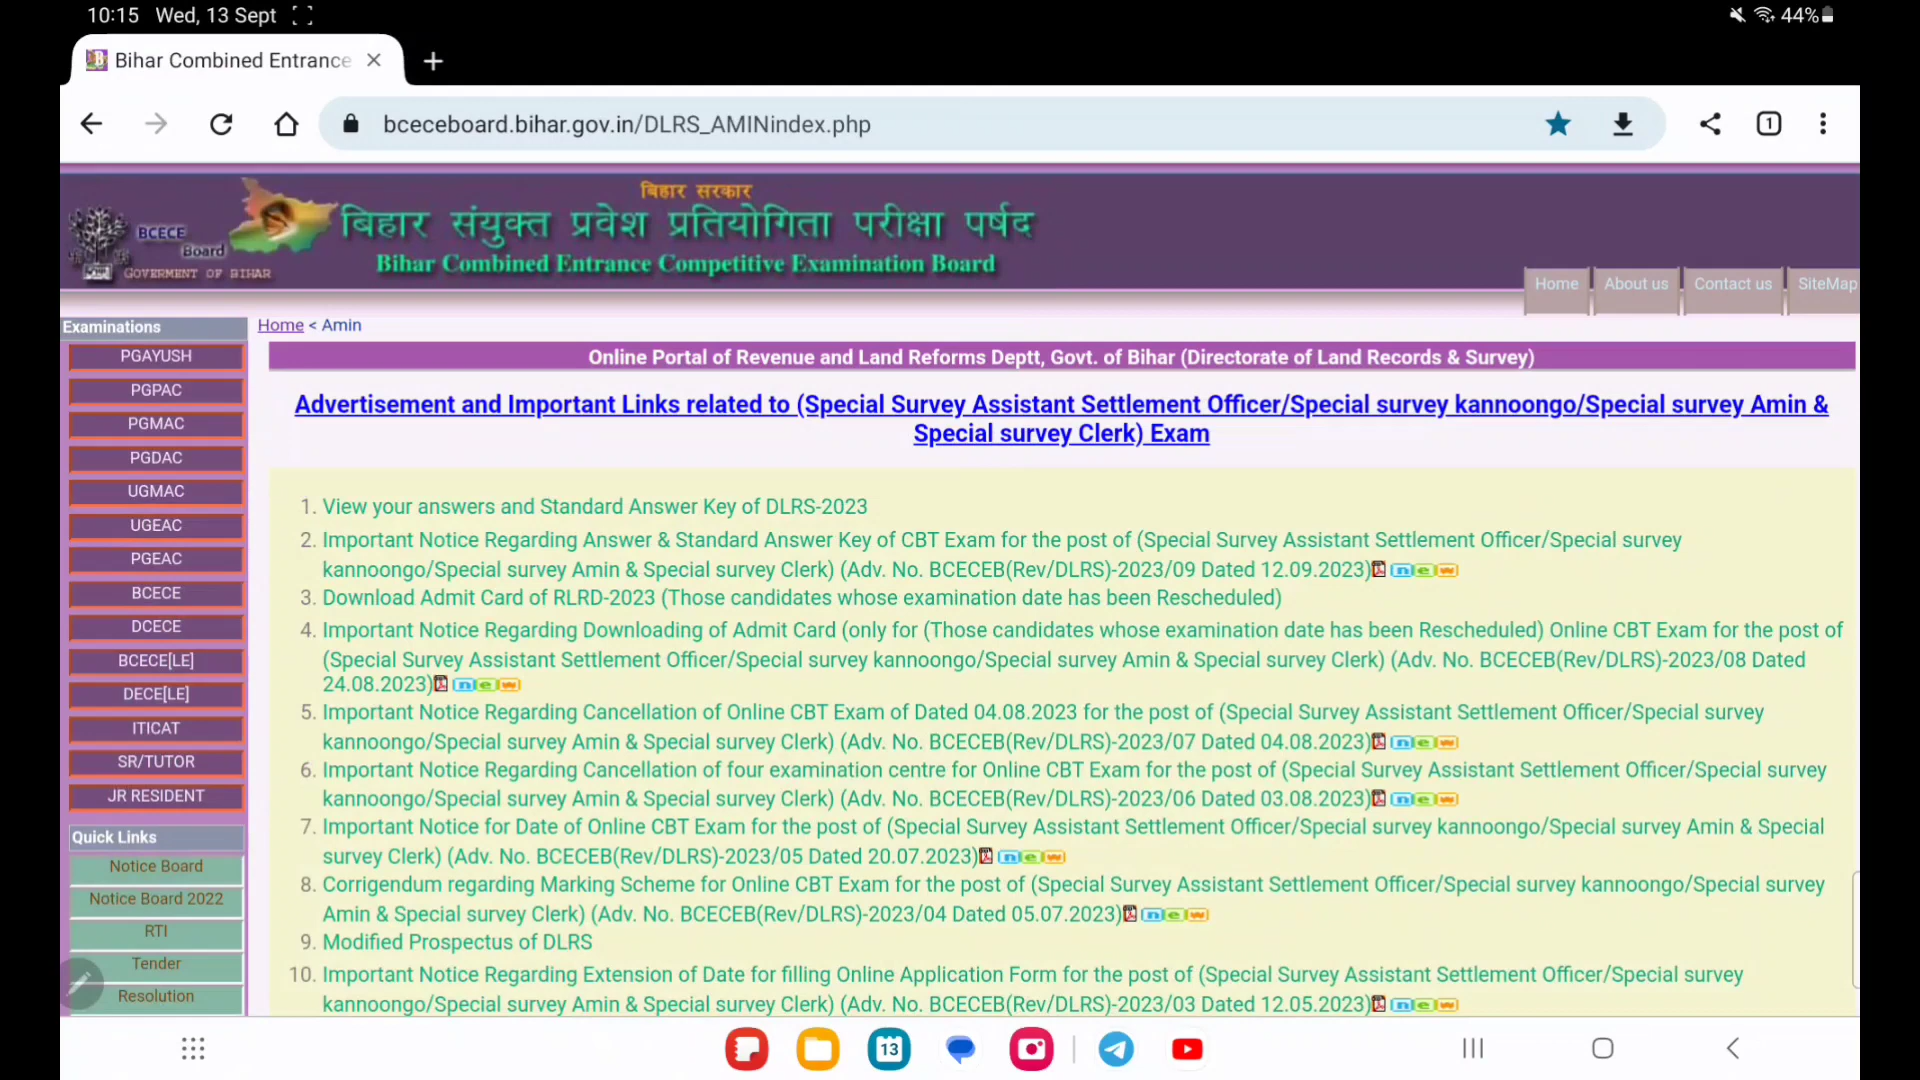 10:15 Wed, 13 Sept
44%
Bihar Combined Entrance
bceceboard.bihar.gov.in/DLRS_AMINindex.php
1
बिहार सरकार
बिहार संयुक्त प्रवेश प्रतियोगिता परीक्षा पर्षद
Bihar Combined Entrance Competitive Examination Board
BCECE
Board
GOVERMENT OF BIHAR
Home
About us
Contact us
SiteMap
Examinations
PGAYUSH
PGPAC
PGMAC
PGDAC
UGMAC
UGEAC
PGEAC
BCECE
DCECE
BCECE[LE]
DECE[LE]
ITICAT
SR/TUTOR
JR RESIDENT
Quick Links
Notice Board
Notice Board 2022
RTI
Tender
Resolution
Home < Amin
Online Portal of Revenue and Land Reforms Deptt, Govt. of Bihar (Directorate of Land Records & Survey)
Advertisement and Important Links related to (Special Survey Assistant Settlement Officer/Special survey kannoongo/Special survey Amin &
Special survey Clerk) Exam
1. View your answers and Standard Answer Key of DLRS-2023
2. Important Notice Regarding Answer & Standard Answer Key of CBT Exam for the post of (Special Survey Assistant Settlement Officer/Special survey
kannoongo/Special survey Amin & Special survey Clerk) (Adv. No. BCECEB(Rev/DLRS)-2023/09 Dated 12.09.2023) new
3. Download Admit Card of RLRD-2023 (Those candidates whose examination date has been Rescheduled)
4. Important Notice Regarding Downloading of Admit Card (only for (Those candidates whose examination date has been Rescheduled) Online CBT Exam for the post of
(Special Survey Assistant Settlement Officer/Special survey kannoongo/Special survey Amin & Special survey Clerk) (Adv. No. BCECEB(Rev/DLRS)-2023/08 Dated
24.08.2023) new
5. Important Notice Regarding Cancellation of Online CBT Exam of Dated 04.08.2023 for the post of (Special Survey Assistant Settlement Officer/Special survey
kannoongo/Special survey Amin & Special survey Clerk) (Adv. No. BCECEB(Rev/DLRS)-2023/07 Dated 04.08.2023) new
6. Important Notice Regarding Cancellation of four examination centre for Online CBT Exam for the post of (Special Survey Assistant Settlement Officer/Special survey
kannoongo/Special survey Amin & Special survey Clerk) (Adv. No. BCECEB(Rev/DLRS)-2023/06 Dated 03.08.2023) new
7. Important Notice for Date of Online CBT Exam for the post of (Special Survey Assistant Settlement Officer/Special survey kannoongo/Special survey Amin & Special
survey Clerk) (Adv. No. BCECEB(Rev/DLRS)-2023/05 Dated 20.07.2023) new
8. Corrigendum regarding Marking Scheme for Online CBT Exam for the post of (Special Survey Assistant Settlement Officer/Special survey kannoongo/Special survey
Amin & Special survey Clerk) (Adv. No. BCECEB(Rev/DLRS)-2023/04 Dated 05.07.2023) new
9. Modified Prospectus of DLRS
10. Important Notice Regarding Extension of Date for filling Online Application Form for the post of (Special Survey Assistant Settlement Officer/Special survey
kannoongo/Special survey Amin & Special survey Clerk) (Adv. No. BCECEB(Rev/DLRS)-2023/03 Dated 12.05.2023) new
13